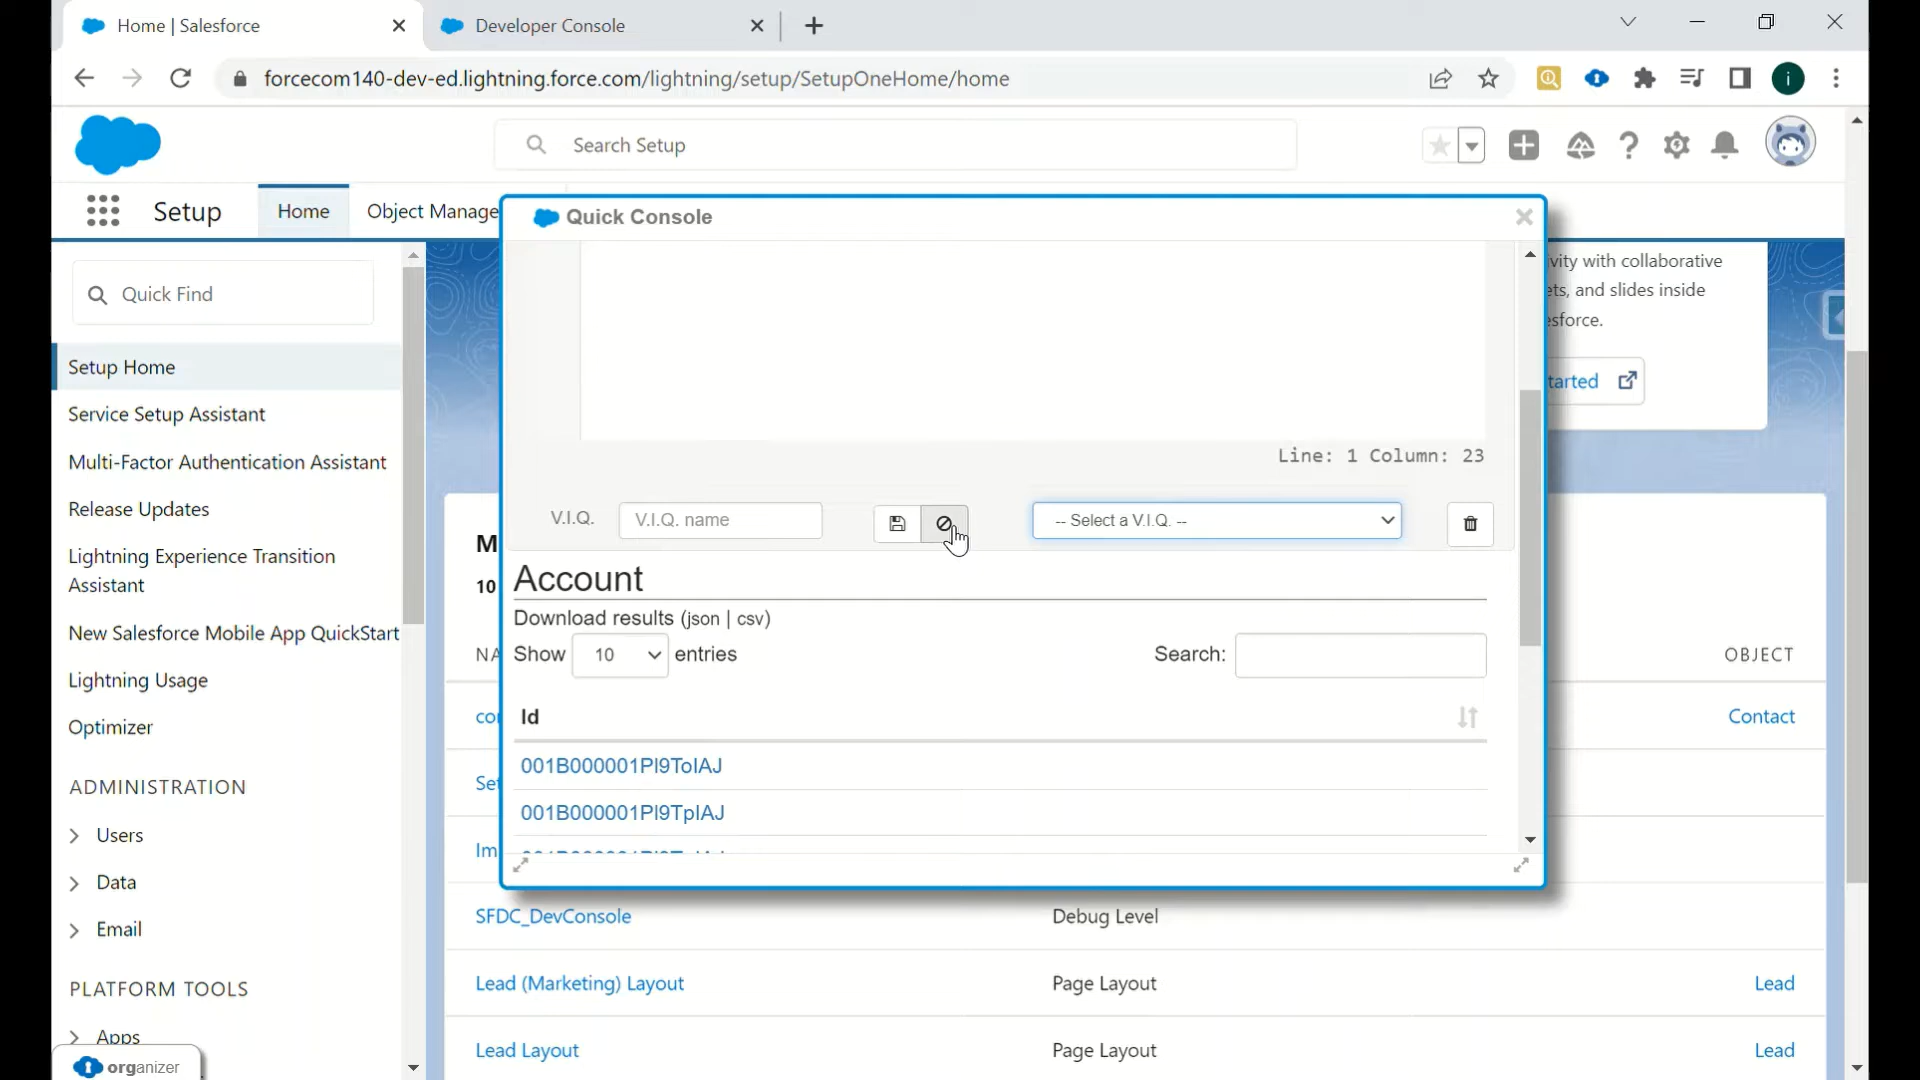 Home | Salesforce
Developer Console
forcecom140-dev-ed.lightning.force.com/lightning/setup/SetupOneHome/home
i
Search Setup
Setup
Home
Object Manage
Quick Console
Quick Find
Setup Home
Service Setup Assistant
Multi-Factor Authentication Assistant
Release Updates
Lightning Experience Transition
Assistant
New Salesforce Mobile App QuickStart
Lightning Usage
Optimizer
ADMINISTRATION
Users
Data
Email
PLATFORM TOOLS
Apps
organizer
ivity with collaborative
ets, and slides inside
esforce.
tarted
Line: 1 Column: 23
V.I.Q.
V.I.Q. name
-- Select a V.I.Q. --
M
10
Account
Download results (json | csv)
Show 10 entries
Search:
NA
OBJECT
Id
co
Contact
001B000001PI9TolAJ
Set
001B000001PI9TplAJ
Im
SFDC_DevConsole
Debug Level
Lead (Marketing) Layout
Page Layout
Lead
Lead Layout
Page Layout
Lead